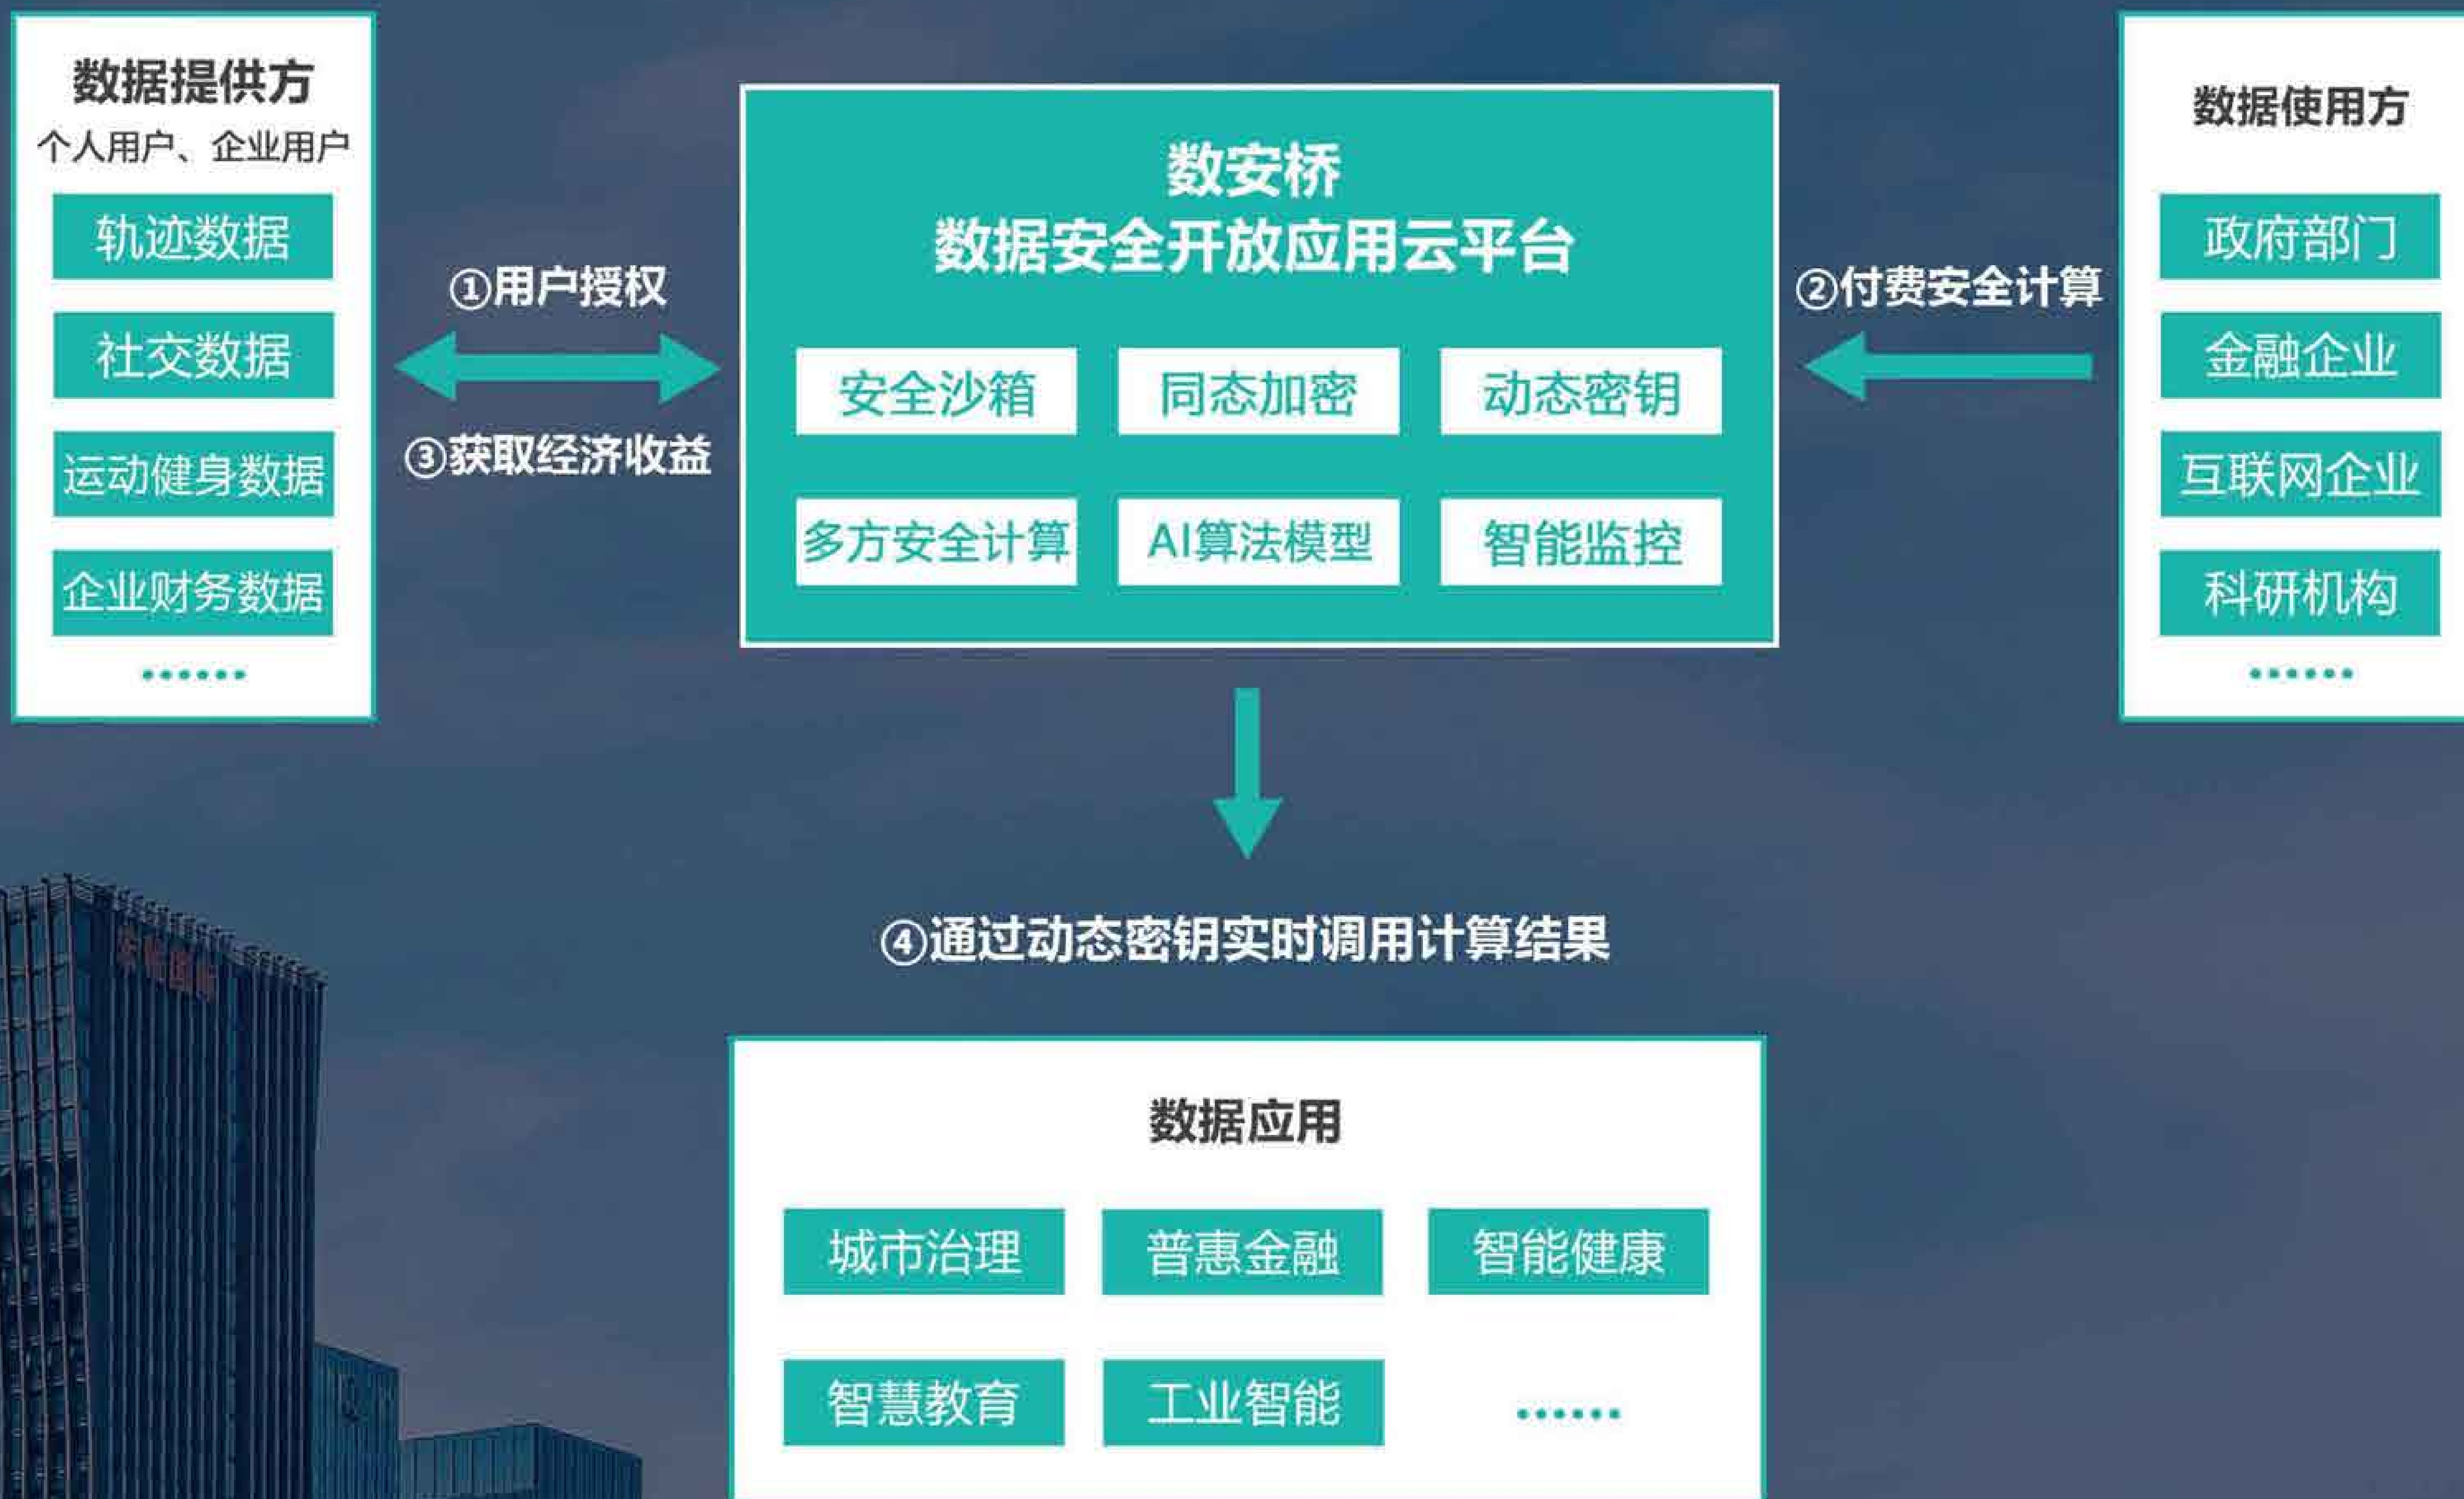 数据提供方
个人用户、企业用户
轨迹数据
社交数据
运动健身数据
企业财务数据
……
①用户授权
③获取经济收益
数安桥
数据安全开放应用云平台
安全沙箱 同态加密 动态密钥
多方安全计算 AI算法模型 智能监控
②付费安全计算
数据使用方
政府部门
金融企业
互联网企业
科研机构
……
④通过动态密钥实时调用计算结果
数据应用
城市治理 普惠金融 智能健康
智慧教育 工业智能 ……